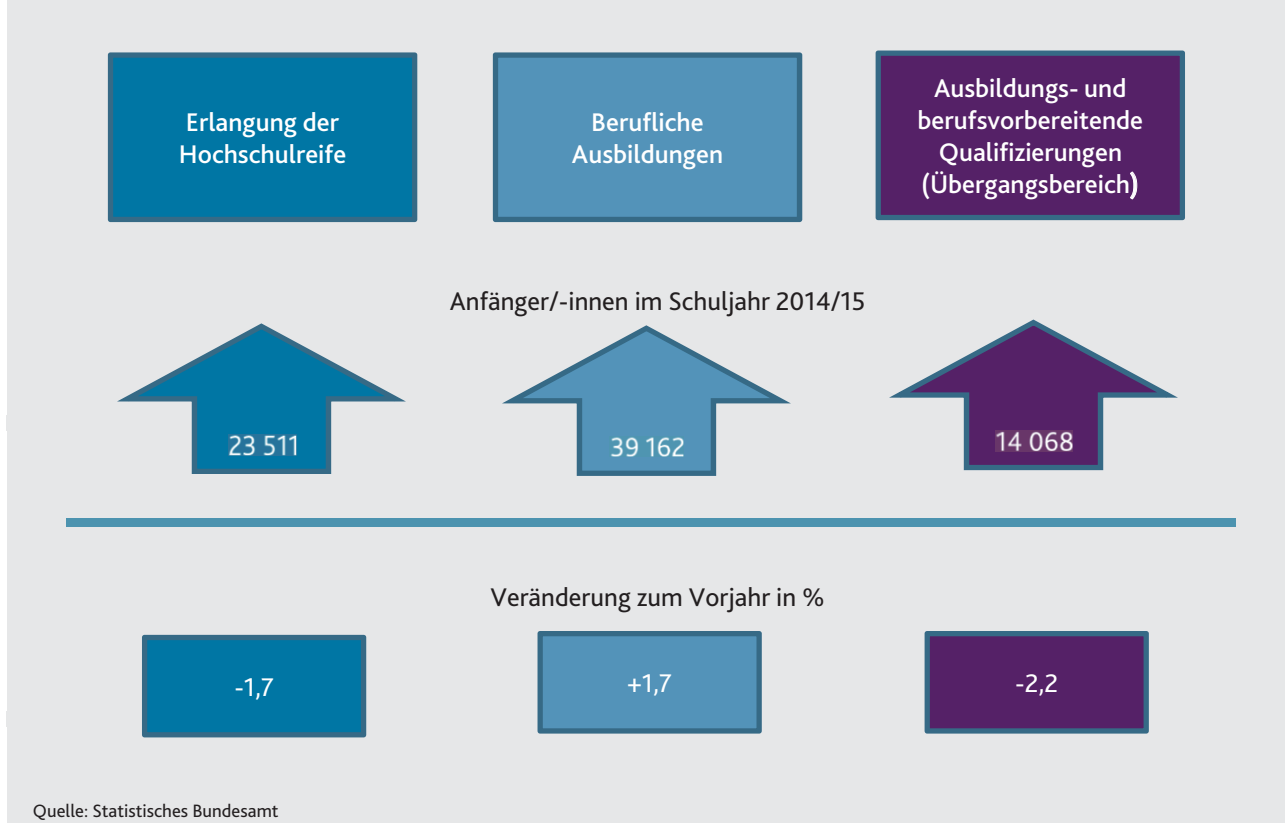 Erlangung der
Hochschulreife
Berufliche
Ausbildungen
Ausbildungs- und
berufsvorbereitende
Qualifizierungen
(Übergangsbereich)
Anfänger/-innen im Schuljahr 2014/15
23 511
39 162
14 068
Veränderung zum Vorjahr in %
-1,7
+1,7
-2,2
Quelle: Statistisches Bundesamt